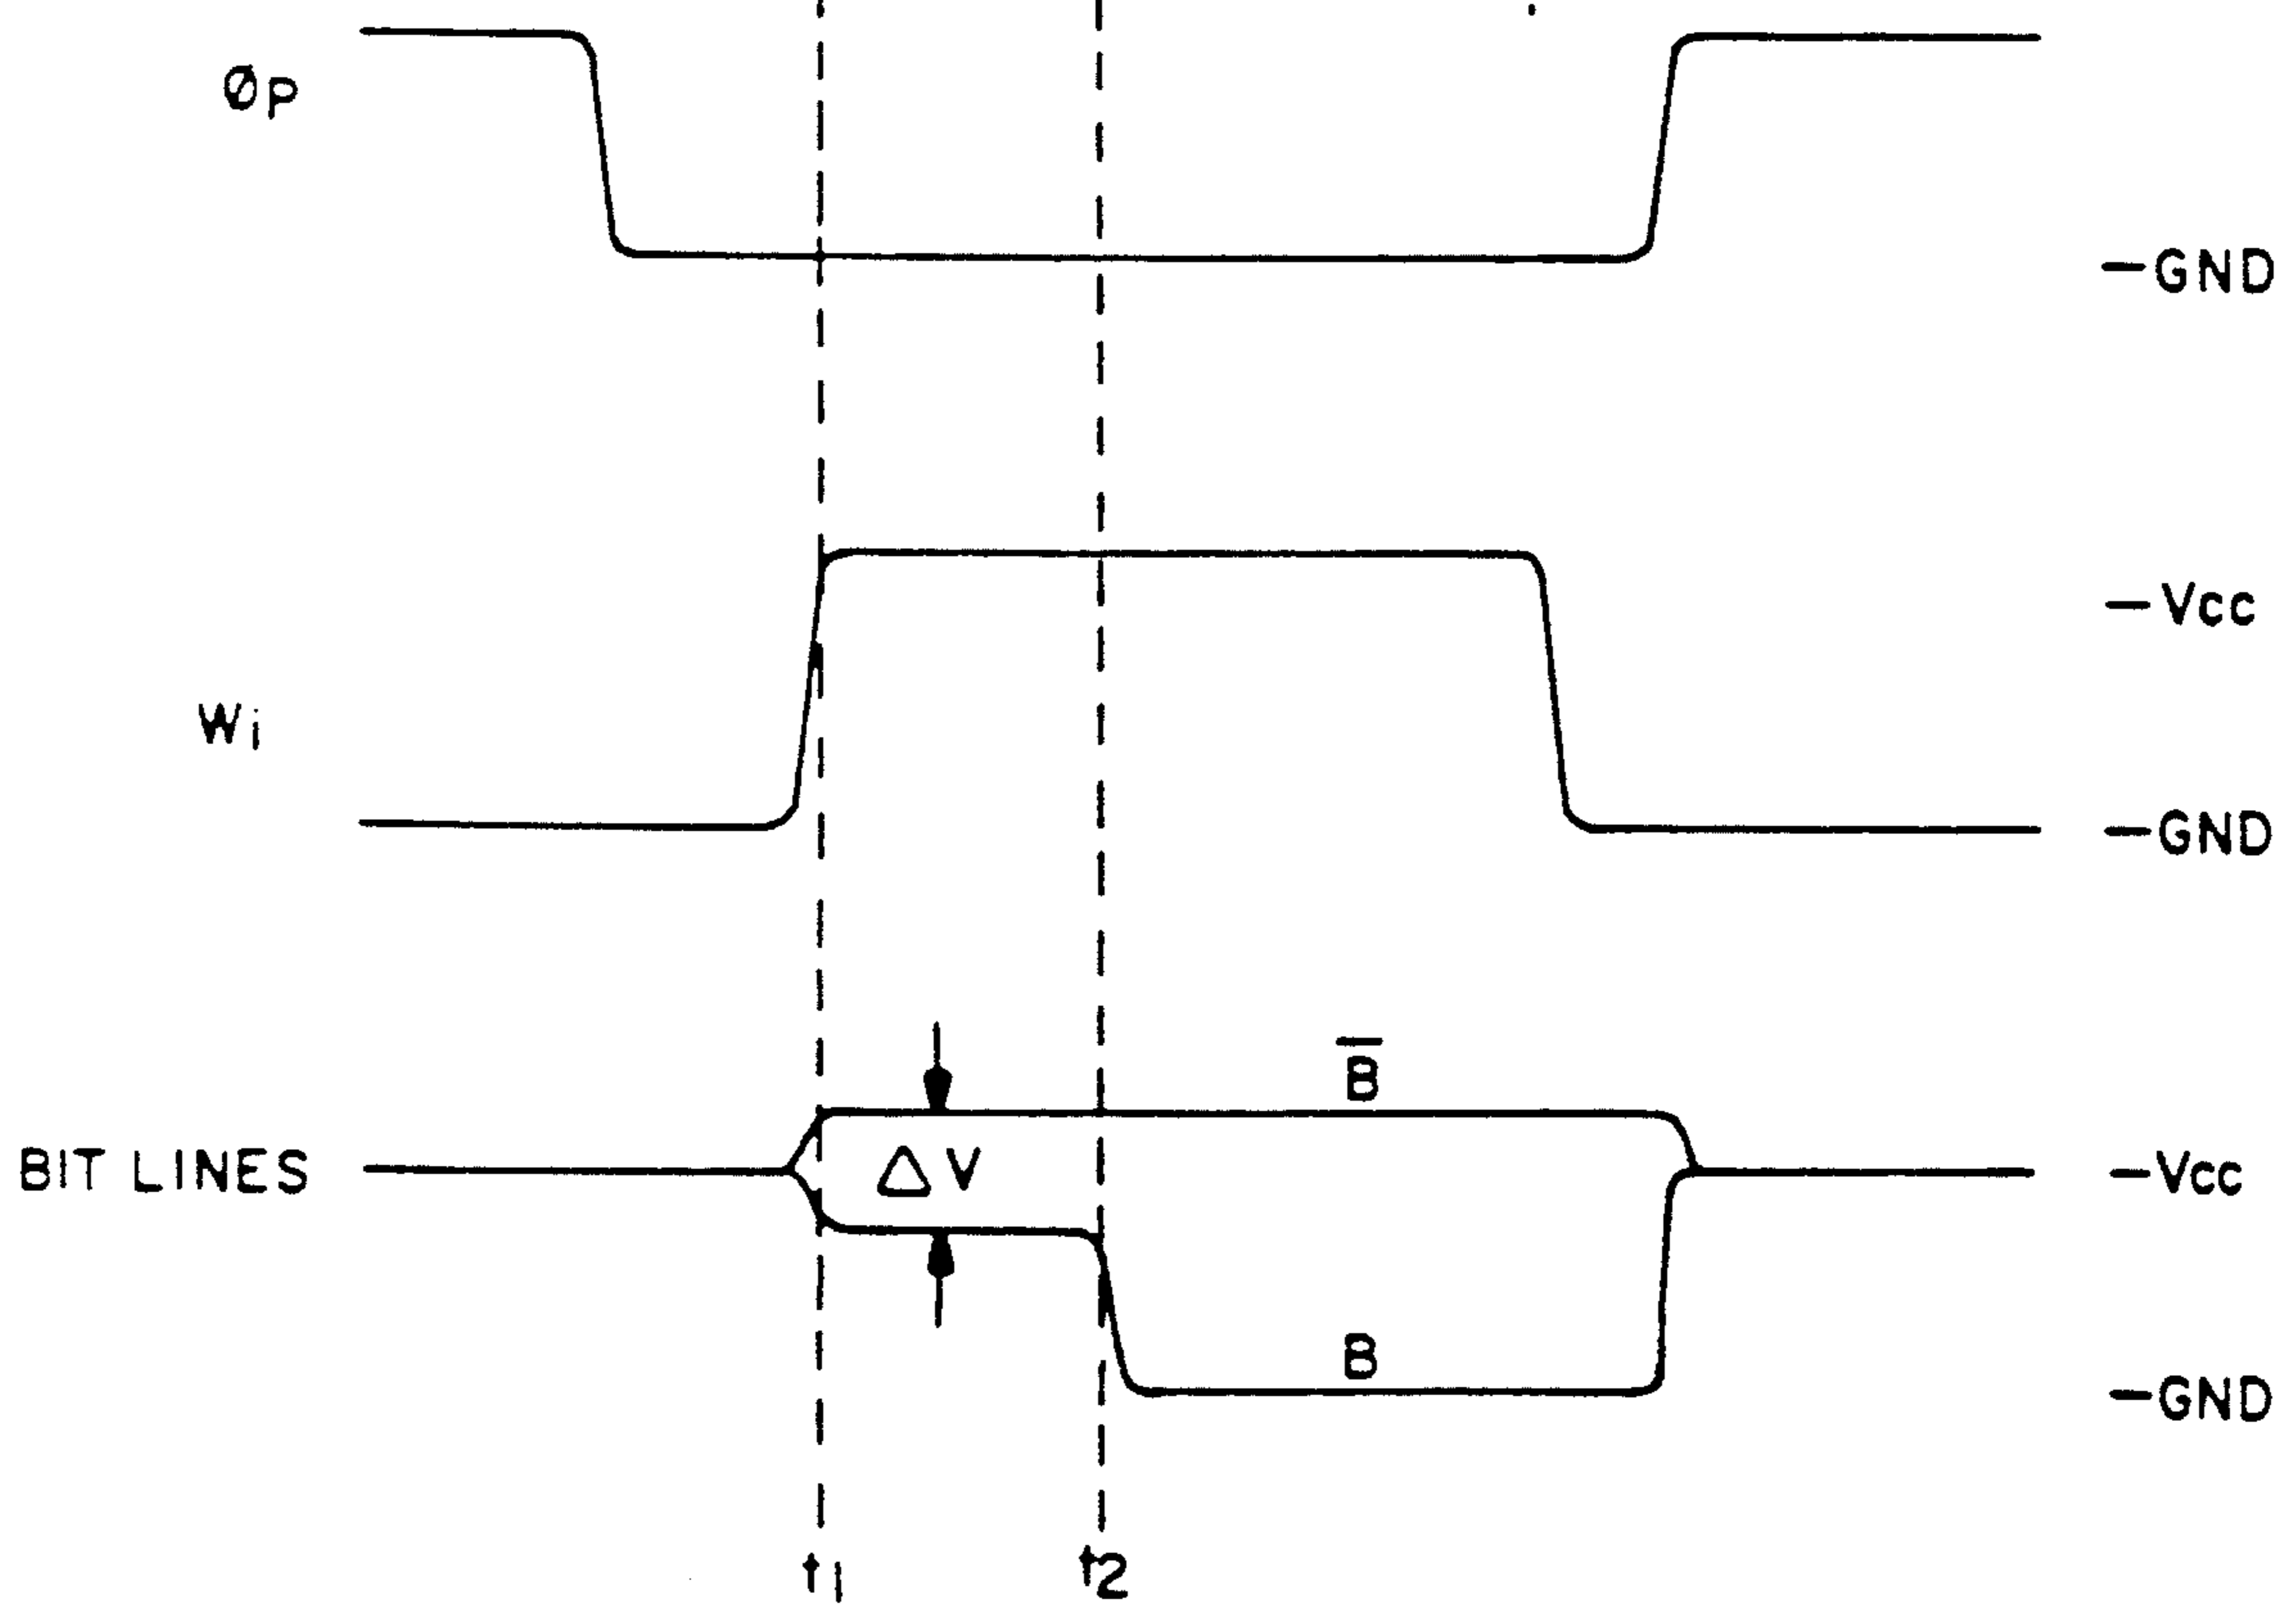 ØP
-GND
-Vcc
Wi
-GND
B̅
BIT LINES
ΔV
-Vcc
B
-GND
t1
t2